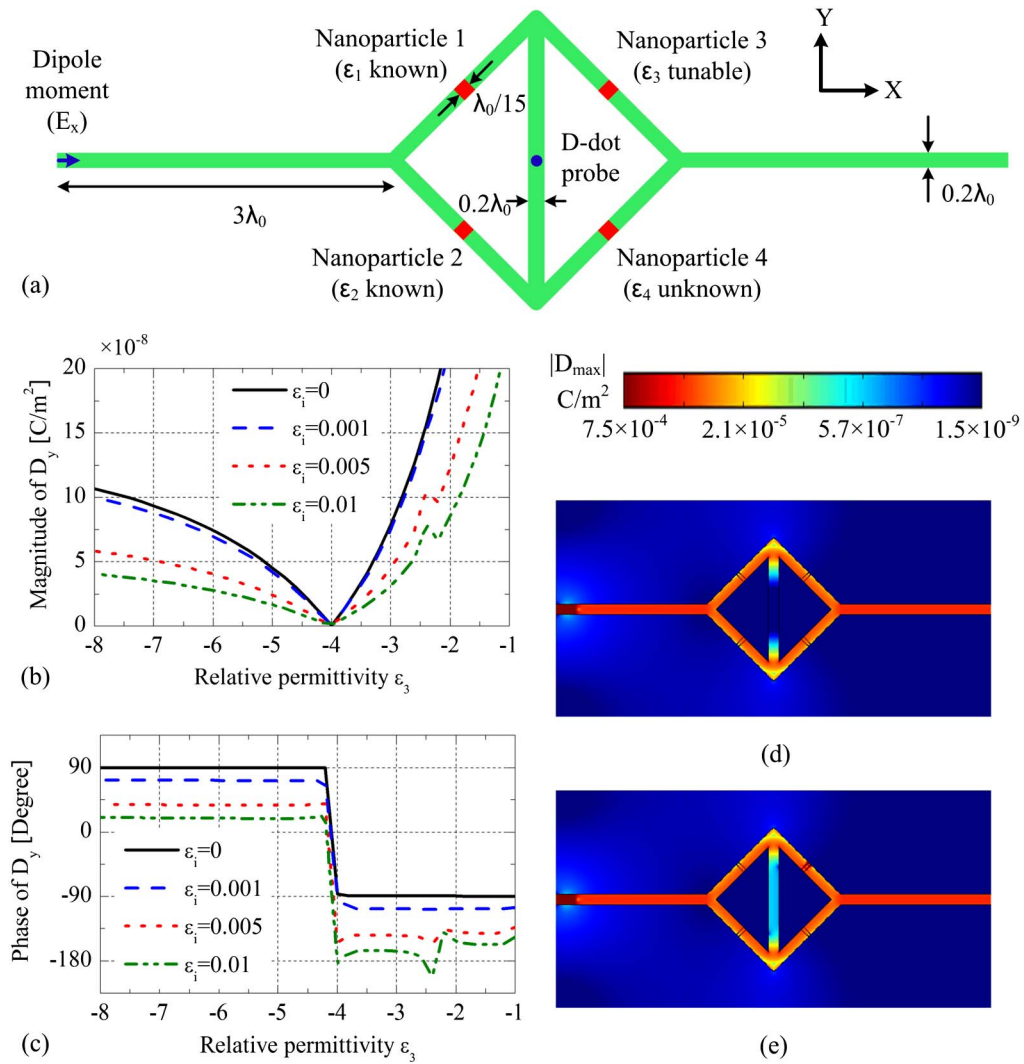 Nanoparticle 1
(ε₁ known)
Nanoparticle 3
(ε₃ tunable)
Y
X
Dipole
moment
(Eₓ)
λ₀/15
D-dot
probe
3λ₀
0.2λ₀
0.2λ₀
Nanoparticle 2
(ε₂ known)
Nanoparticle 4
(ε₄ unknown)
(a)
×10⁻⁸
20
15
10
5
0
Magnitude of D_y [C/m²]
εᵢ=0
εᵢ=0.001
εᵢ=0.005
εᵢ=0.01
-8 -7 -6 -5 -4 -3 -2 -1
Relative permittivity ε₃
(b)
|D_max|
C/m²
7.5×10⁻⁴ 2.1×10⁻⁵ 5.7×10⁻⁷ 1.5×10⁻⁹
(d)
90
0
-90
-180
Phase of D_y [Degree]
εᵢ=0
εᵢ=0.001
εᵢ=0.005
εᵢ=0.01
-8 -7 -6 -5 -4 -3 -2 -1
Relative permittivity ε₃
(c)
(e)